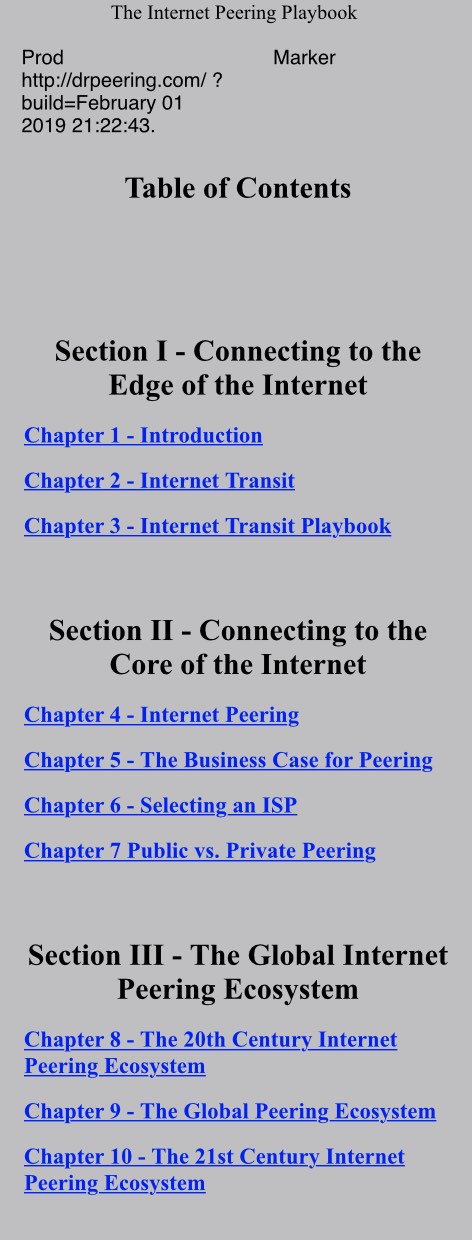 The Internet Peering Playbook
Prod Marker
http://drpeering.com/ ?
build=February 01
2019 21:22:43.
Table of Contents
Section I - Connecting to the
Edge of the Internet
Chapter 1 - Introduction
Chapter 2 - Internet Transit
Chapter 3 - Internet Transit Playbook
Section II - Connecting to the
Core of the Internet
Chapter 4 - Internet Peering
Chapter 5 - The Business Case for Peering
Chapter 6 - Selecting an ISP
Chapter 7 Public vs. Private Peering
Section III - The Global Internet
Peering Ecosystem
Chapter 8 - The 20th Century Internet
Peering Ecosystem
Chapter 9 - The Global Peering Ecosystem
Chapter 10 - The 21st Century Internet
Peering Ecosystem